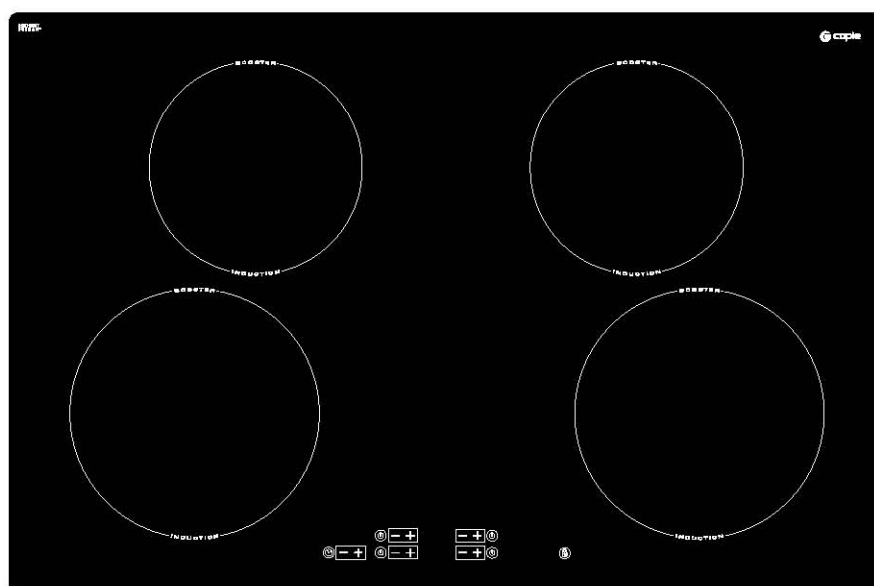 caple
BOOSTER
BOOSTER
INDUCTION
INDUCTION
BOOSTER
BOOSTER
INDUCTION
INDUCTION
- +
- +
- +
- +
- +